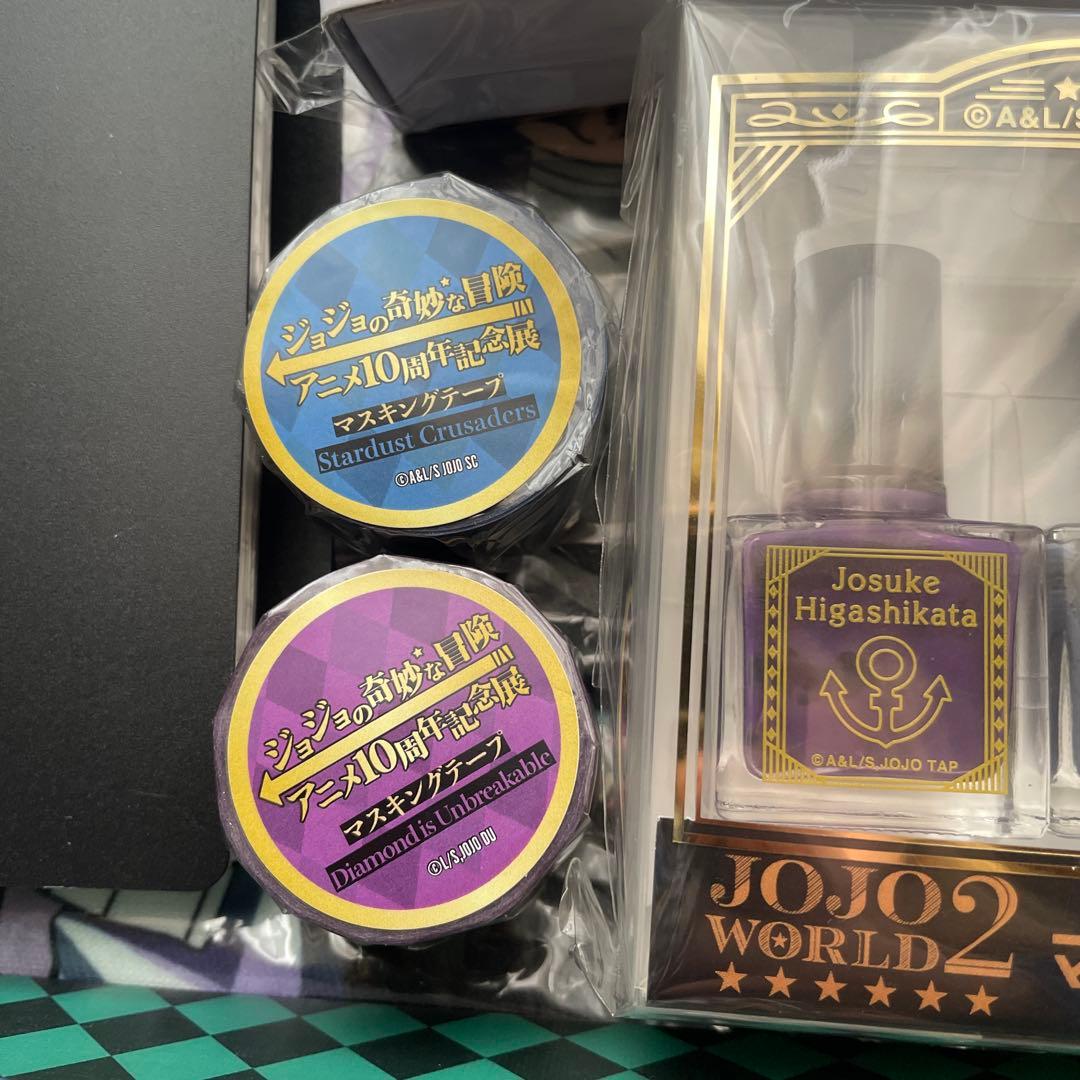 ジョジョの奇妙な冒険
アニメ10周年記念展
マスキングテープ
Stardust Crusaders
©A&L/S JOJO SC
ジョジョの奇妙な冒険
アニメ10周年記念展
マスキングテープ
Diamond is Unbreakable
©L/S,JOJO DU
©A&L/S
Josuke
Higashikata
©A&L/S,JOJO TAP
JOJO
WORLD 2